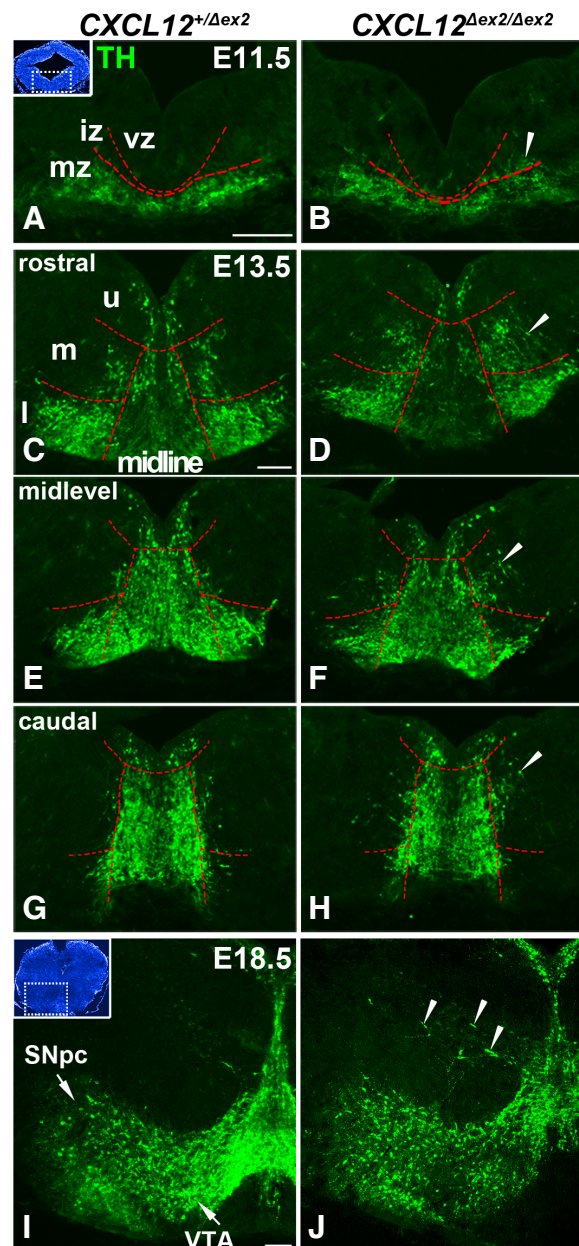 CXCL12+/Δex2 CXCL12Δex2/Δex2
TH E11.5
iz vz
mz
A B
rostral E13.5
u
m
l
C midline D
midlevel
E F
caudal
G H
E18.5
SNpc
I VTA J